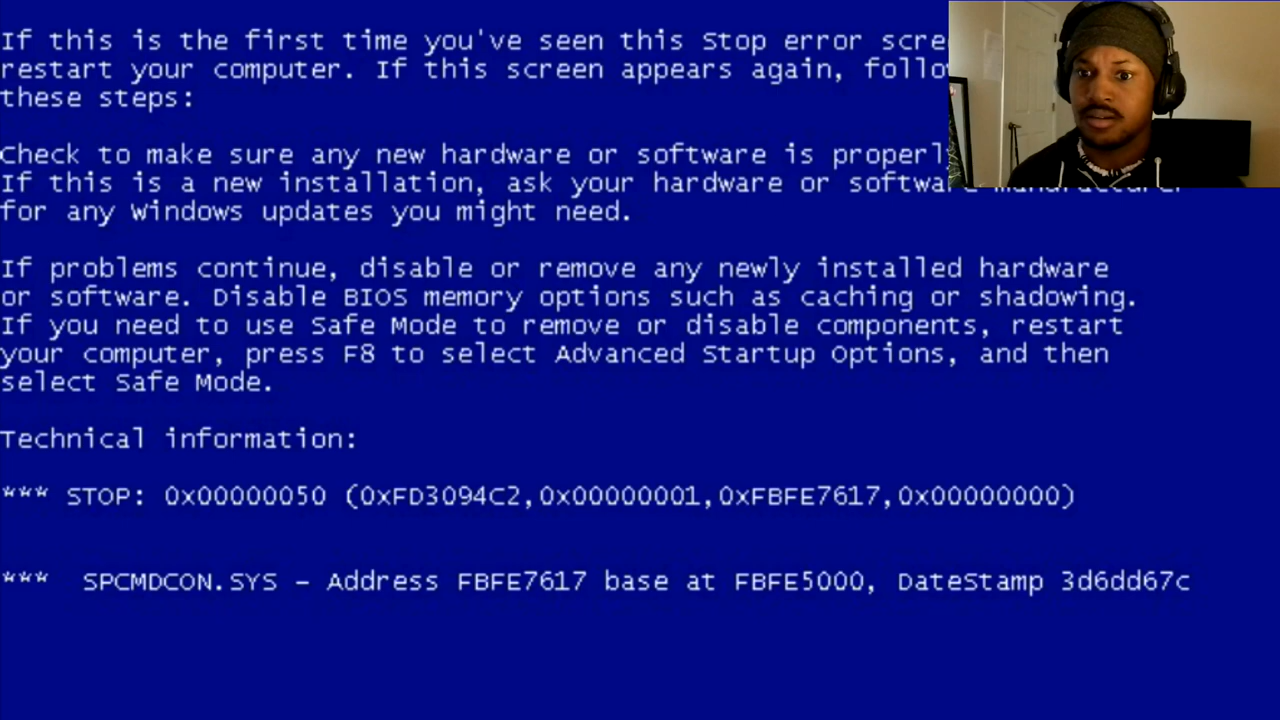 If this is the first time you've seen this Stop error
restart your computer. If this screen appears again,
these steps:
Check to make sure any new hardware or software is
If this is a new installation, ask your hardware or
for any Windows updates you might need.
If problems continue, disable or remove any newly installed hardware
or software. Disable BIOS memory options such as caching or shadowing.
If you need to use Safe Mode to remove or disable components, restart
your computer, press F8 to select Advanced Startup Options, and then
select Safe Mode.
Technical information:
*** STOP: 0x00000050 (0xFD3094C2,0x00000001,0xFBFE7617,0x00000000)
*** SPCMDCON.SYS – Address FBFE7617 base at FBFE5000, DateStamp 3d6dd67c